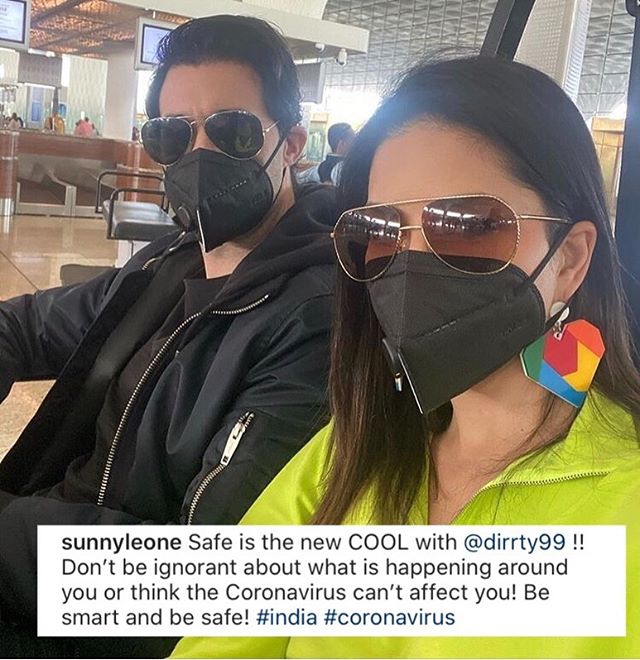 sunnyleone Safe is the new COOL with @dirrty99 !!
Don't be ignorant about what is happening around
you or think the Coronavirus can't affect you! Be
smart and be safe! #india #coronavirus